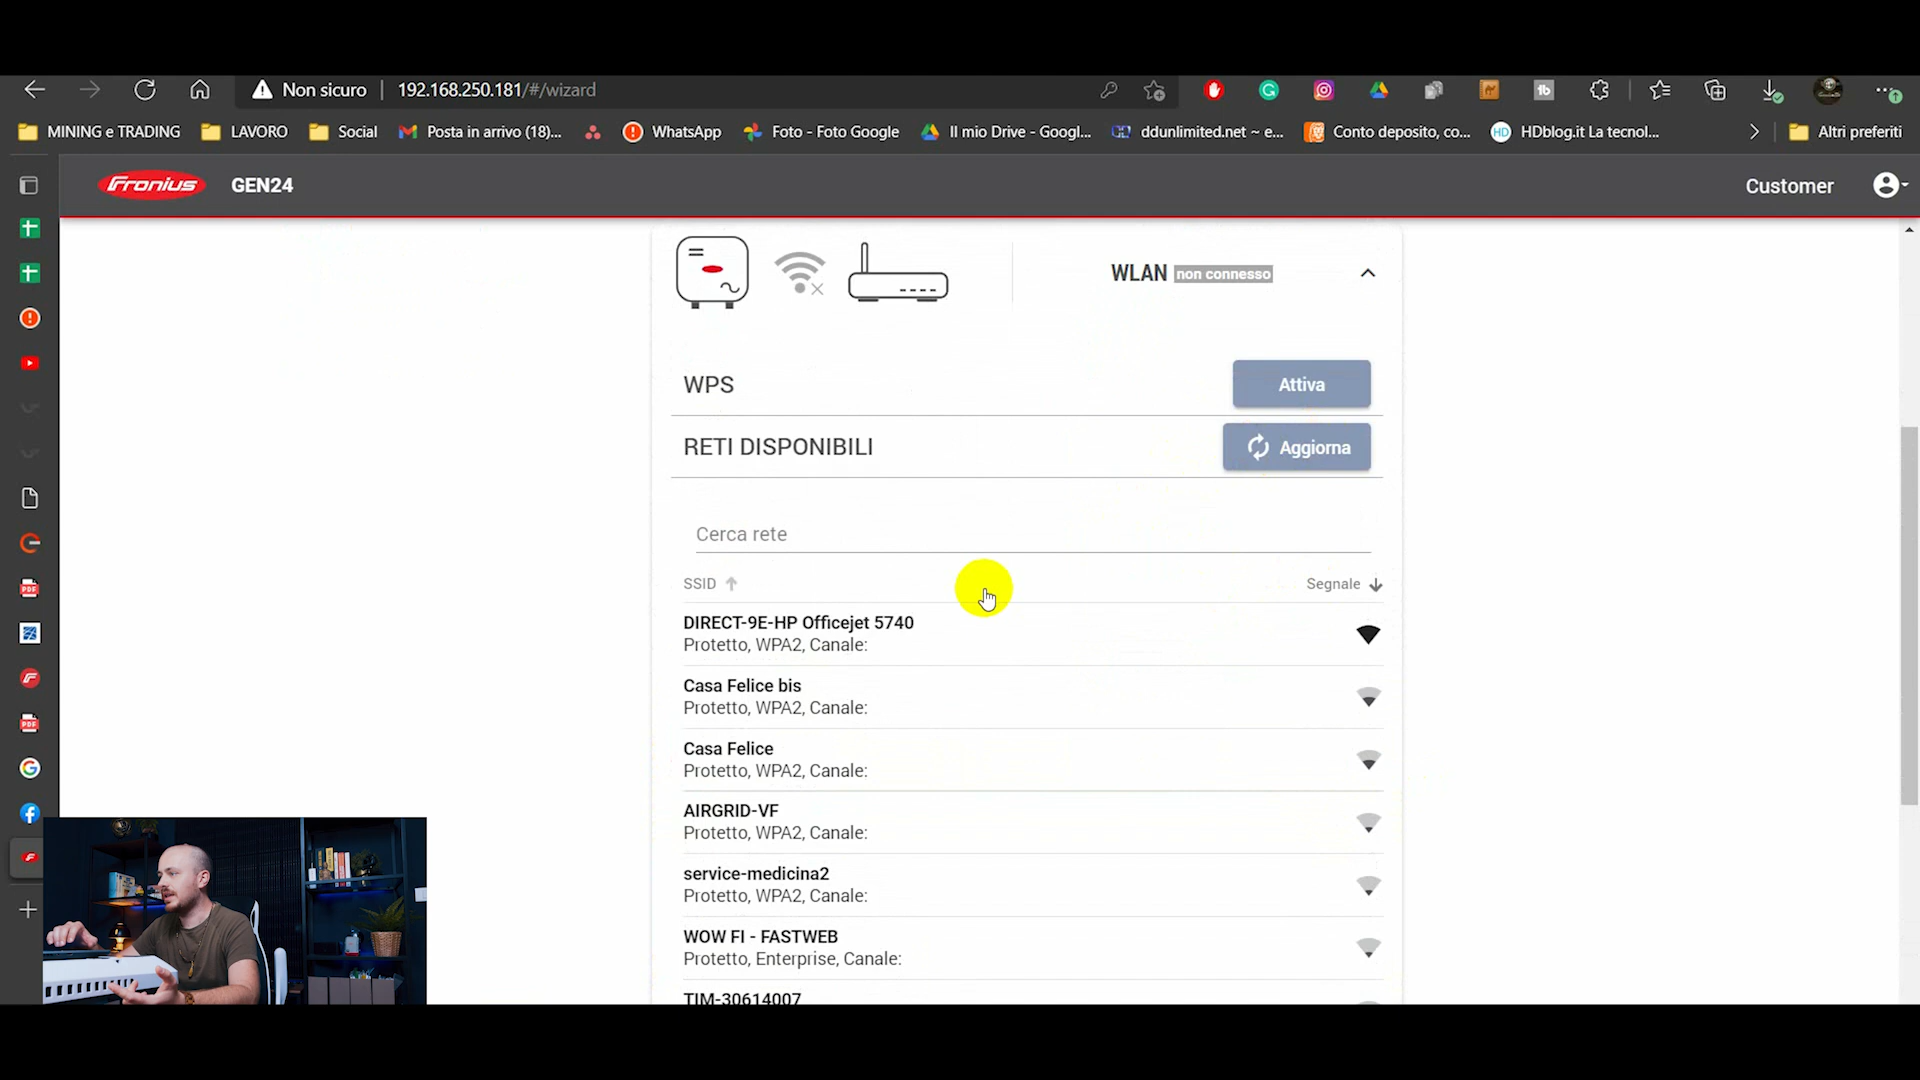 Non sicuro
192.168.250.181/#/wizard
MINING e TRADING
LAVORO
Social
Posta in arrivo (18)...
WhatsApp
Foto - Foto Google
Il mio Drive - Googl...
ddunlimited.net ~ e...
Conto deposito, co...
HD
HDblog.it La tecnol...
Altri preferiti
Fronius
GEN24
Customer
WLAN non connesso
WPS
Attiva
RETI DISPONIBILI
Aggiorna
Cerca rete
SSID
Segnale
DIRECT-9E-HP Officejet 5740
Protetto, WPA2, Canale:
Casa Felice bis
Protetto, WPA2, Canale:
Casa Felice
Protetto, WPA2, Canale:
AIRGRID-VF
Protetto, WPA2, Canale:
service-medicina2
Protetto, WPA2, Canale:
WOW FI - FASTWEB
Protetto, Enterprise, Canale:
TIM-30614007
PDF
PDF